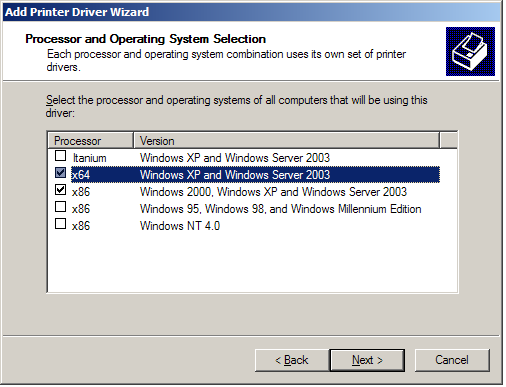 Add Printer Driver Wizard
Processor and Operating System Selection
Each processor and operating system combination uses its own set of printer
drivers.
Select the processor and operating systems of all computers that will be using this
driver:
Processor Version
Itanium Windows XP and Windows Server 2003
x64 Windows XP and Windows Server 2003
x86 Windows 2000, Windows XP and Windows Server 2003
x86 Windows 95, Windows 98, and Windows Millennium Edition
x86 Windows NT 4.0
< Back Next > Cancel